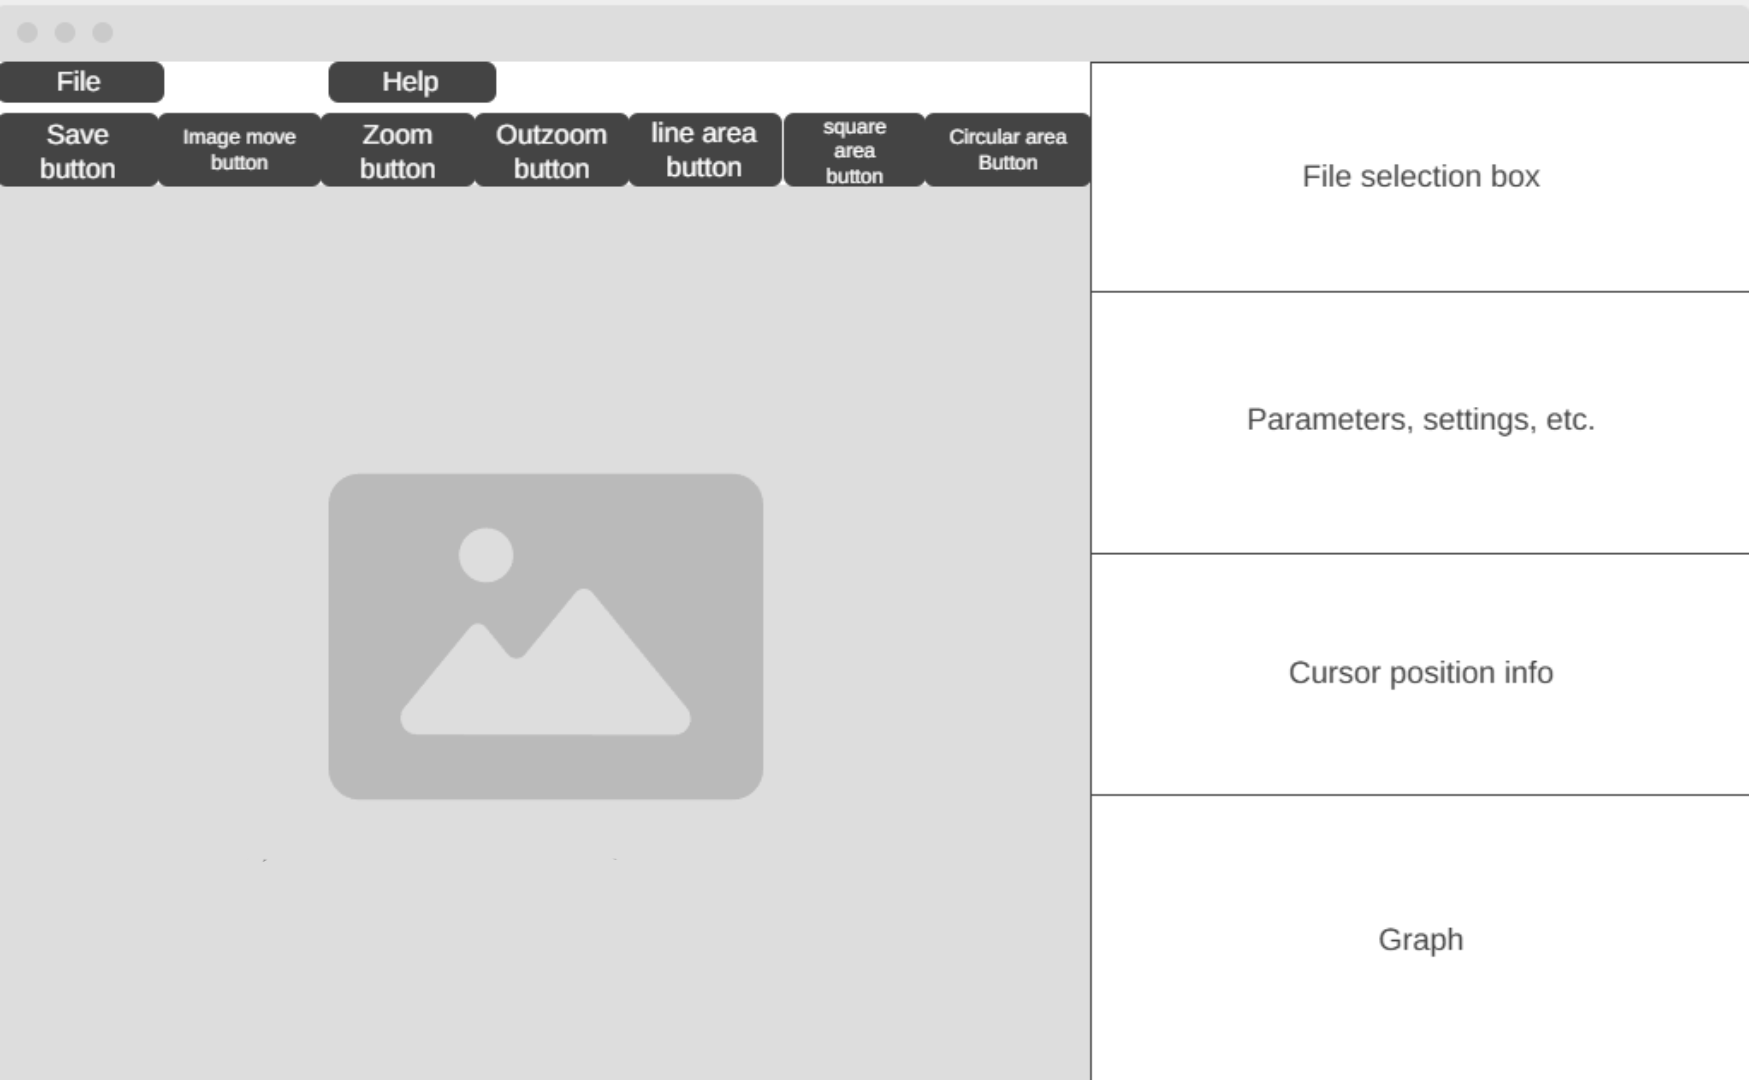 File
Help
Save
button
Image move
button
Zoom
button
Outzoom
button
line area
button
square
area
button
Circular area
Button
File selection box
Parameters, settings, etc.
Cursor position info
Graph